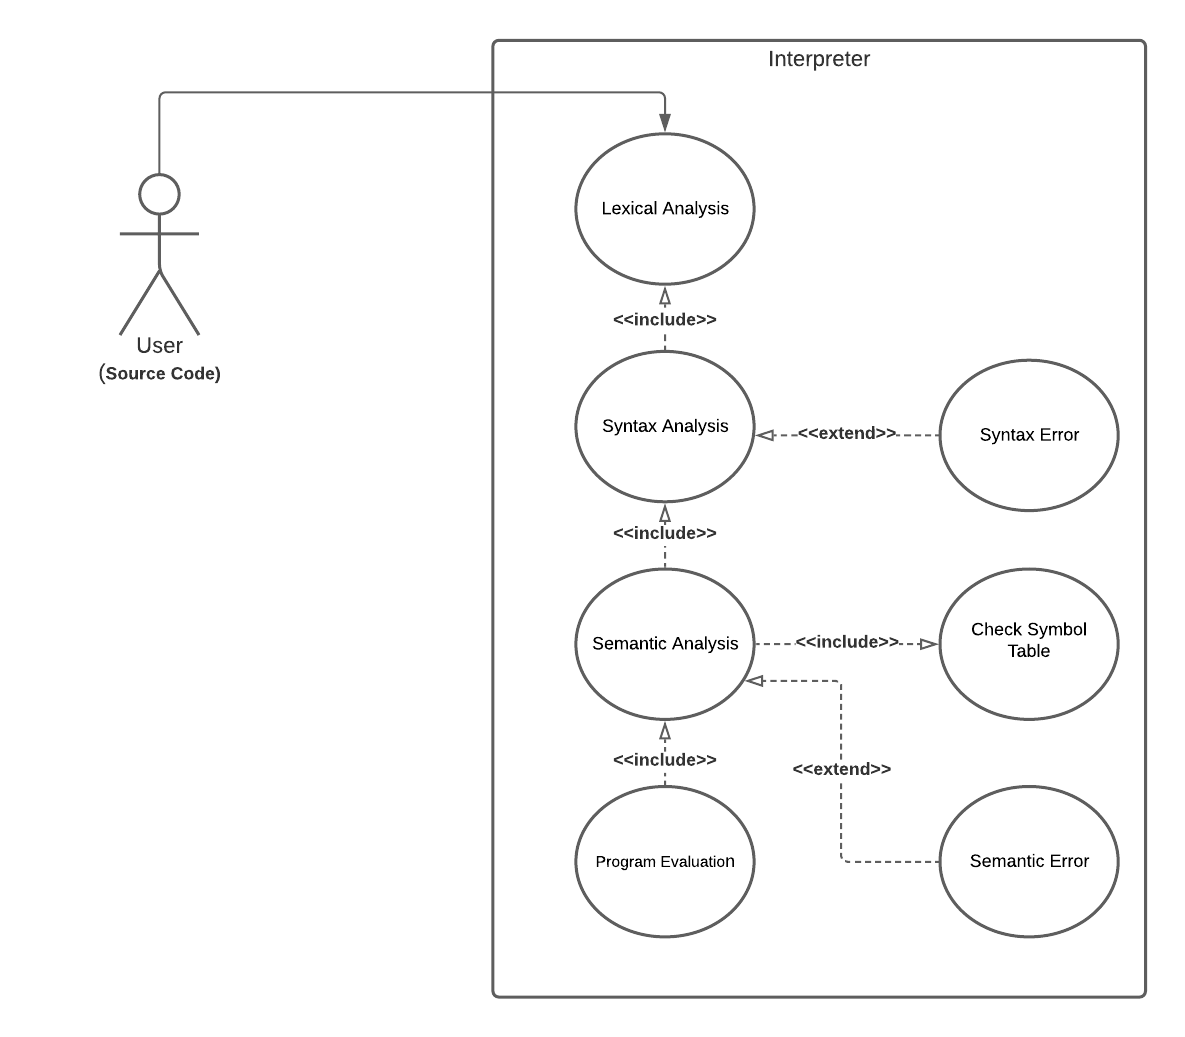 Interpreter
Lexical Analysis
<<include>>
User
(Source Code)
Syntax Analysis
<<extend>>
Syntax Error
<<include>>
Semantic Analysis
<<include>>
Check Symbol
Table
<<include>>
<<extend>>
Program Evaluation
Semantic Error